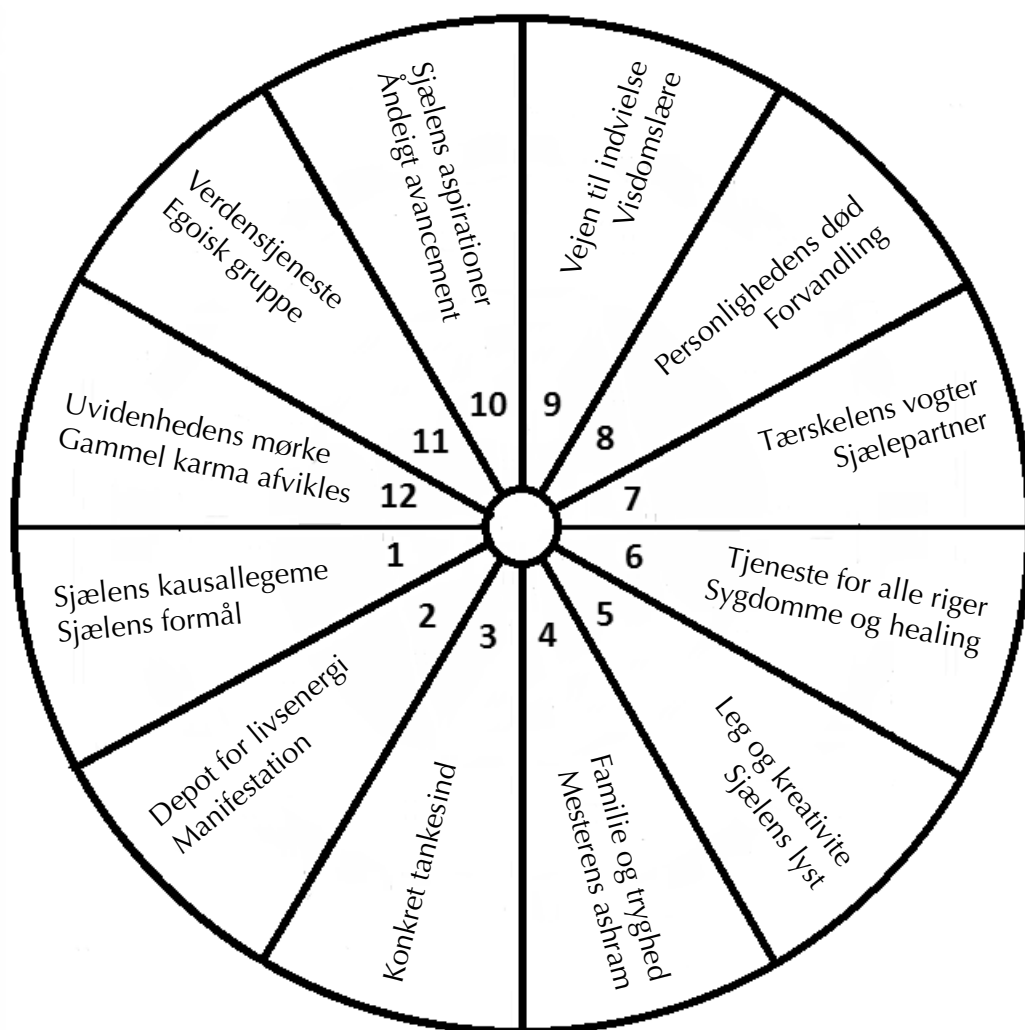 Sjælens kausallegeme
Sjælens formål
1
Depot for livsenergi
Manifestation
2
Konkret tankesind
3
Familie og tryghed
Mesterens ashram
4
Leg og kreativite
Sjælens lyst
5
Tjeneste for alle riger
Sygdomme og healing
6
Tærskelens vogter
Sjælepartner
7
Personlighedens død
Forvandling
8
Vejen til indvielse
Visdomslære
9
Sjælens aspirationer
Åndeigt avancement
10
Verdenstjeneste
Egoisk gruppe
11
Uvidenhedens mørke
Gammel karma afvikles
12